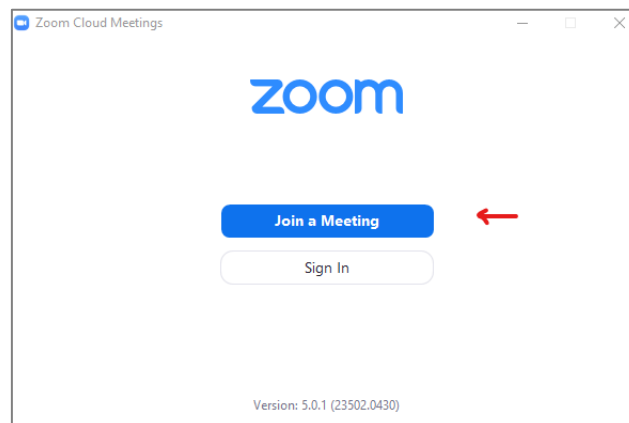 Zoom Cloud Meetings
zoom
Join a Meeting
Sign In
Version: 5.0.1 (23502.0430)